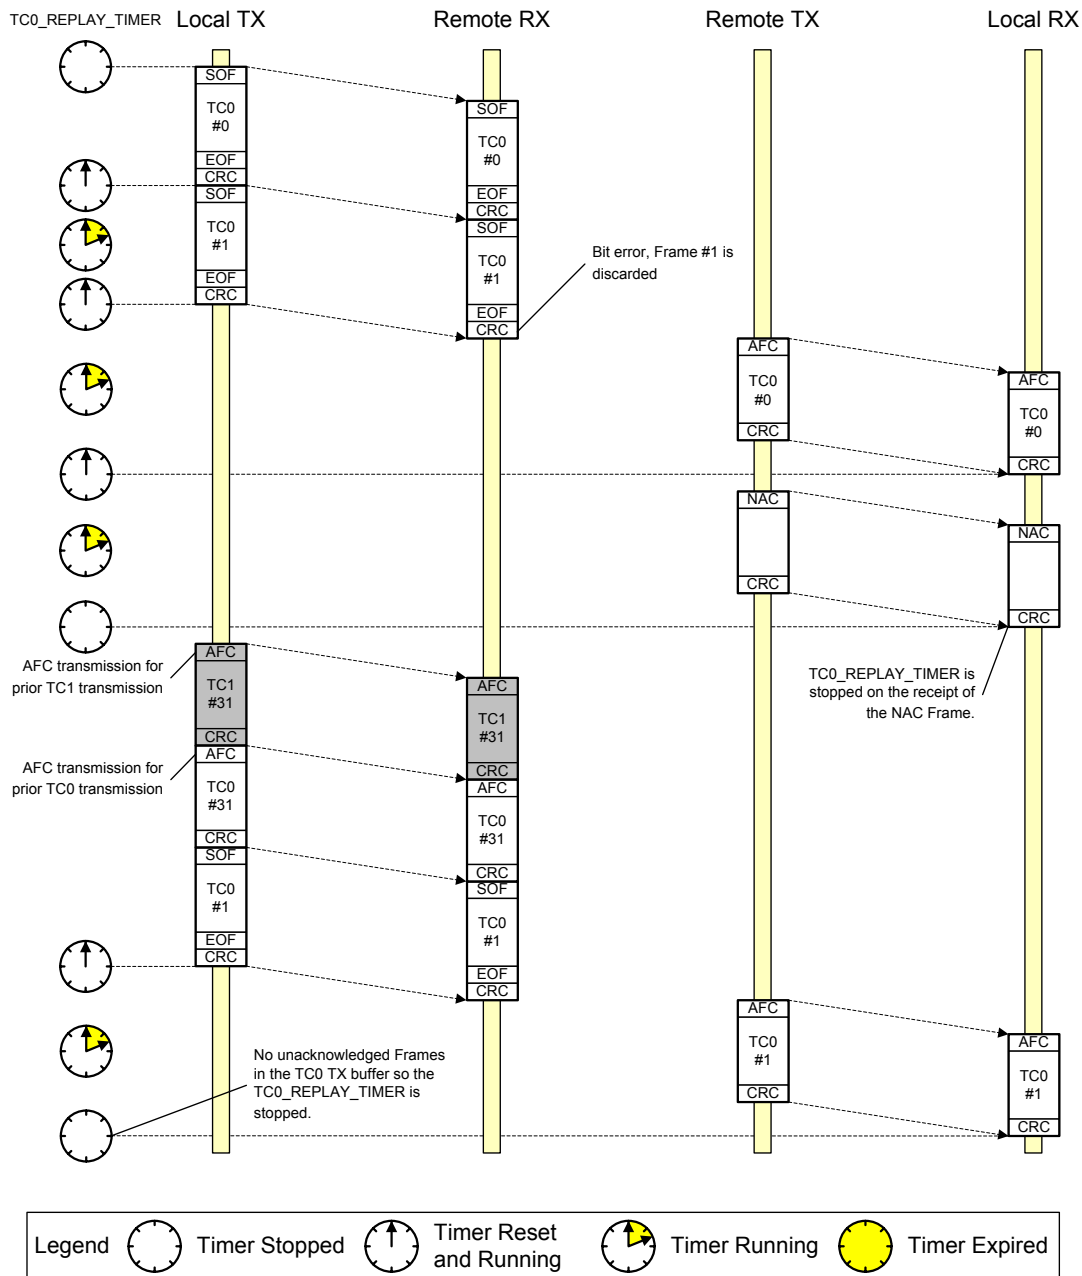 TC0_REPLAY_TIMER
Local TX
Remote RX
Remote TX
Local RX
SOF
TC0
#0
EOF
CRC
SOF
TC0
#1
EOF
CRC
SOF
TC0
#0
EOF
CRC
SOF
TC0
#1
EOF
CRC
Bit error, Frame #1 is
discarded
AFC
TC0
#0
CRC
AFC
TC0
#0
CRC
NAC
CRC
NAC
CRC
TC0_REPLAY_TIMER is
stopped on the receipt of
the NAC Frame.
AFC transmission for
prior TC1 transmission
AFC transmission for
prior TC0 transmission
AFC
TC1
#31
CRC
AFC
TC0
#31
CRC
SOF
TC0
#1
EOF
CRC
AFC
TC1
#31
CRC
AFC
TC0
#31
CRC
SOF
TC0
#1
EOF
CRC
AFC
TC0
#1
CRC
AFC
TC0
#1
CRC
No unacknowledged Frames
in the TC0 TX buffer so the
TC0_REPLAY_TIMER is
stopped.
Legend
Timer Stopped
Timer Reset
and Running
Timer Running
Timer Expired